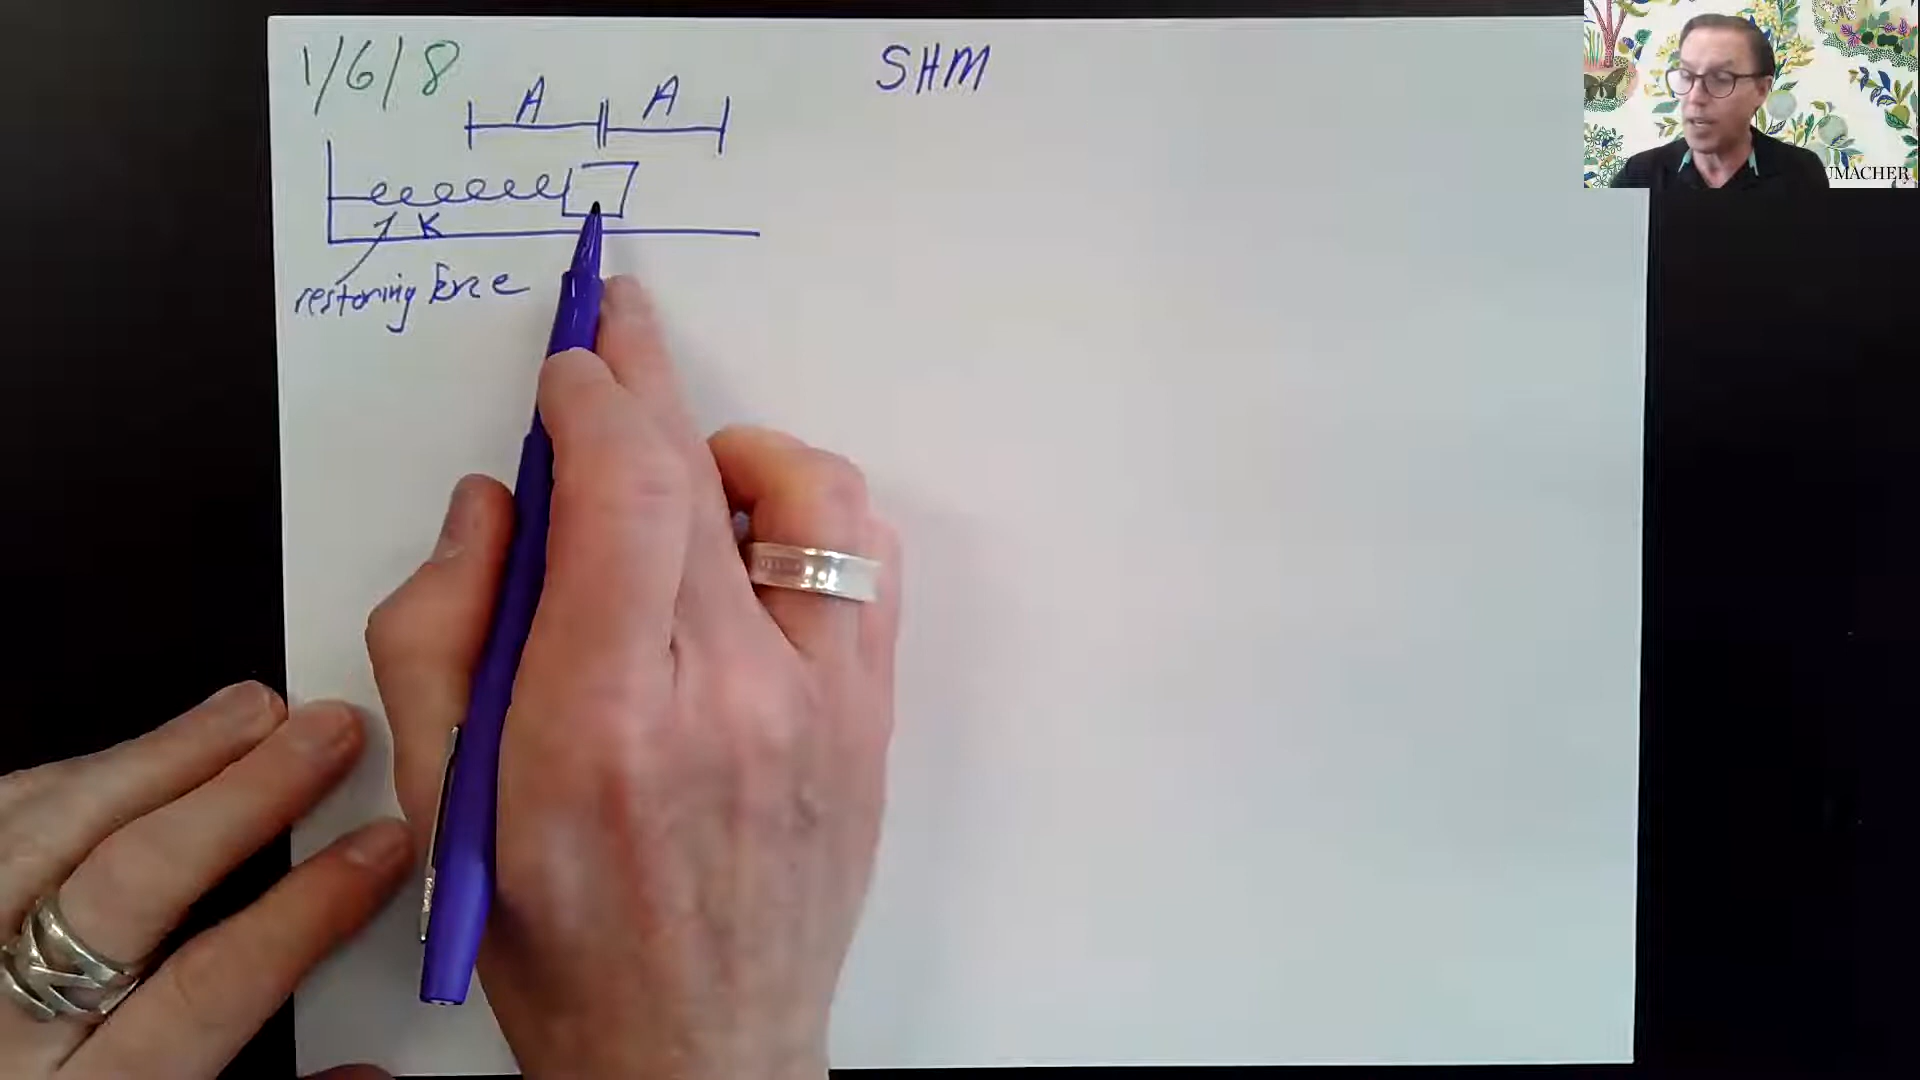 1/6/8
SHM
A A
K
restoring force
UMACHER